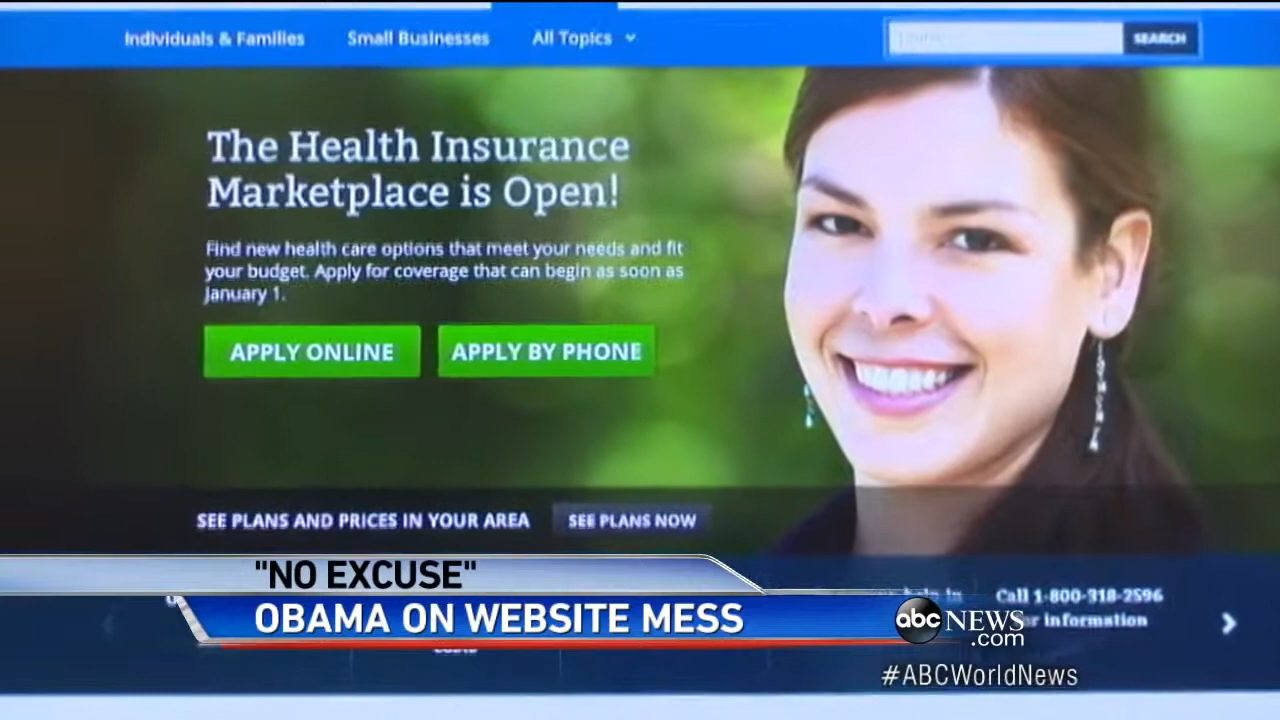 Individuals & Families
Small Businesses
All Topics
SEARCH
The Health Insurance
Marketplace is Open!
Find new health care options that meet your needs and fit
your budget. Apply for coverage that can begin as soon as
January 1.
APPLY ONLINE
APPLY BY PHONE
SEE PLANS AND PRICES IN YOUR AREA
SEE PLANS NOW
"NO EXCUSE"
OBAMA ON WEBSITE MESS
help in
Call 1-800-318-2596
information
abc NEWS
.com
#ABCWorldNews